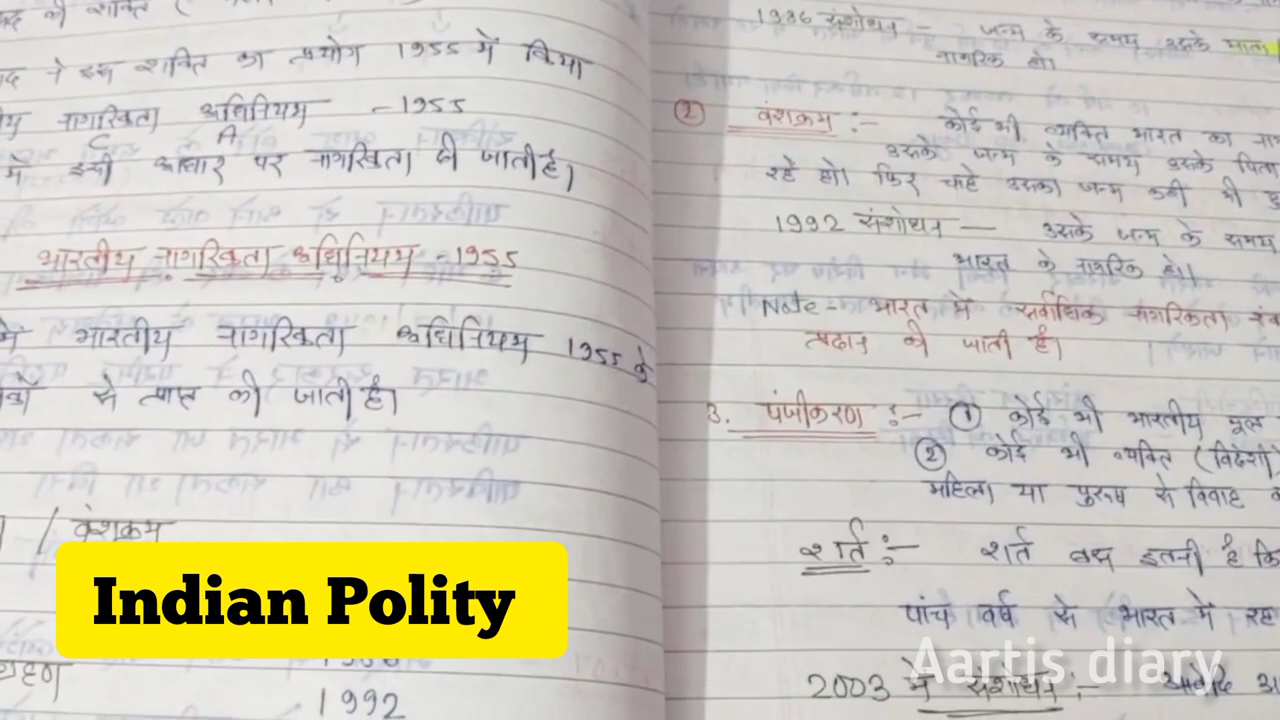 द ने इस शक्ति का प्रयोग 1955 में किया
नागरिकता अधिनियम - 1955
C A
में इसी आधार पर नागरिकता दी जाती है।
भारतीय नागरिकता अधिनियम - 1955
में भारतीय नागरिकता अधिनियम 1955 के
से प्राप्त की जाती है।
/ वंशक्रम
Indian Polity
1992
1986 संशोधन - जन्म के समय उसके माता
नागरिक हो।
② वंशक्रम :- कोई भी व्यक्ति भारत का ना
उसके जन्म के समय उसके पिता
रहे हो। फिर चाहे उसका जन्म कही भी हु
1992 संशोधन - उसके जन्म के समय
भारत के नागरिक हो।
Note - भारत में सर्वाधिक नागरिकता वं
प्रदान की जाती है।
3. पंजीकरण :- ① कोई भी भारतीय मूल
② कोई भी व्यक्ति (विदेशी)
महिला या पुरुष से विवाह
शर्त :- शर्त बस इतनी है कि
पांच वर्ष से भारत में रह
Aartis diary
2003 में संशोधन :-